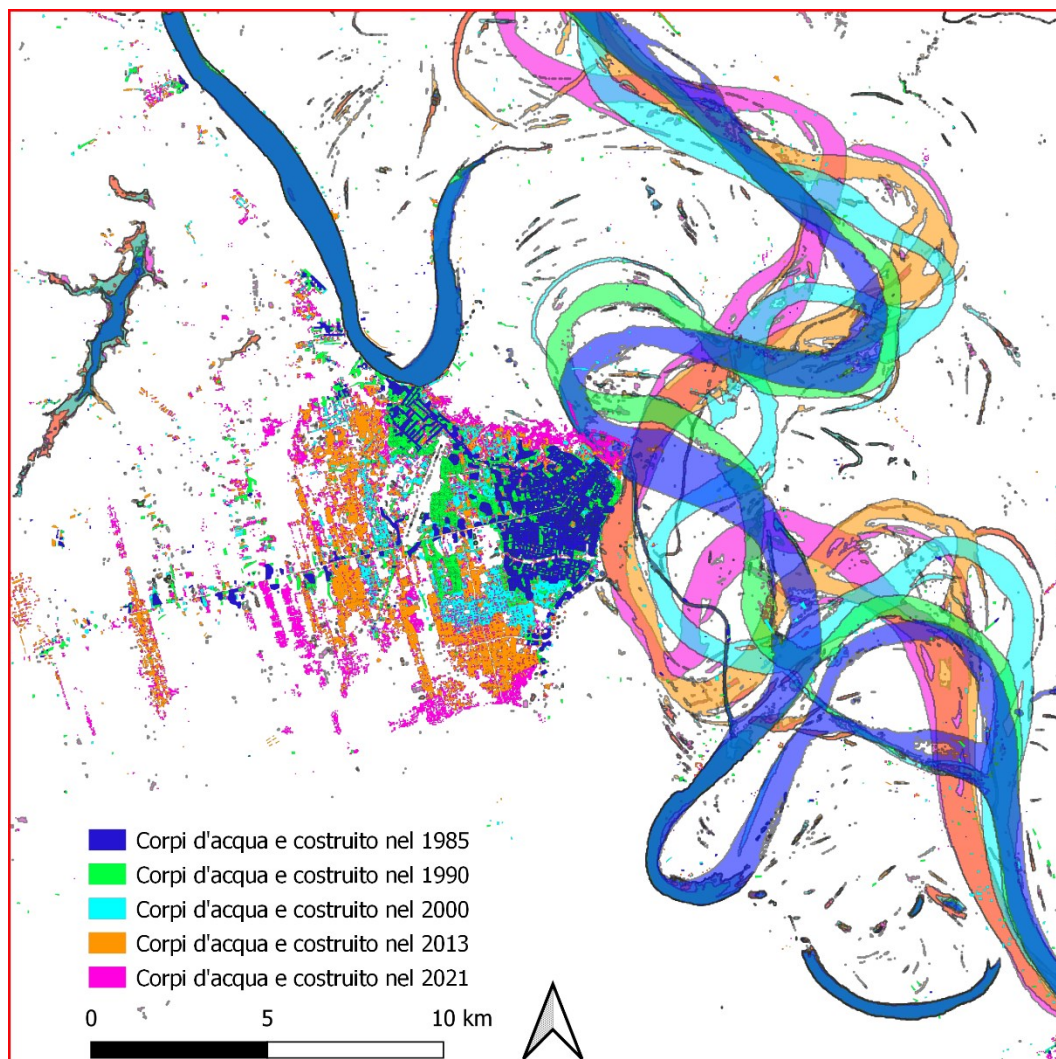 Corpi d'acqua e costruito nel 1985
Corpi d'acqua e costruito nel 1990
Corpi d'acqua e costruito nel 2000
Corpi d'acqua e costruito nel 2013
Corpi d'acqua e costruito nel 2021
0 5 10 km